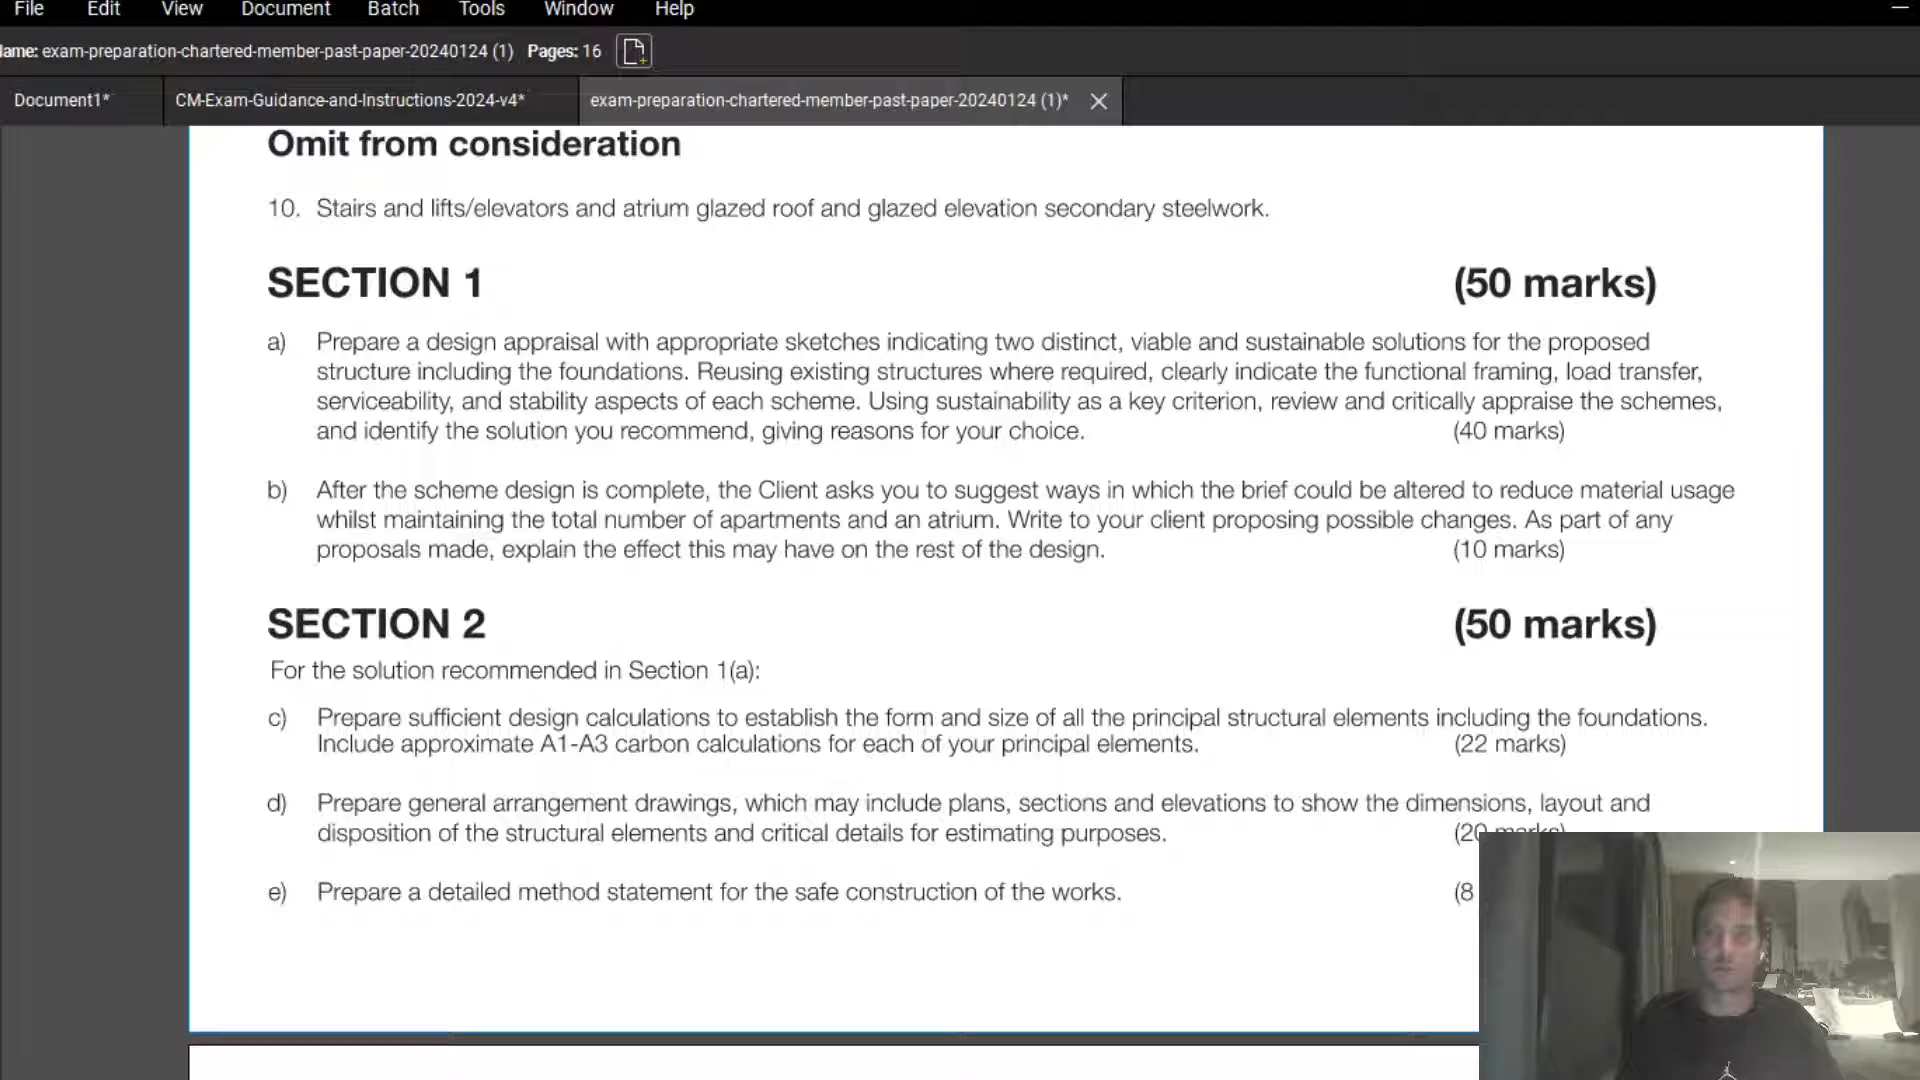 File Edit View Document Batch Tools Window Help
exam-preparation-chartered-member-past-paper-20240124 (1) Pages: 16
Document1* CM-Exam-Guidance-and-Instructions-2024-v4* exam-preparation-chartered-member-past-paper-20240124 (1)*
Omit from consideration
10. Stairs and lifts/elevators and atrium glazed roof and glazed elevation secondary steelwork.
SECTION 1 (50 marks)
a) Prepare a design appraisal with appropriate sketches indicating two distinct, viable and sustainable solutions for the proposed
structure including the foundations. Reusing existing structures where required, clearly indicate the functional framing, load transfer,
serviceability, and stability aspects of each scheme. Using sustainability as a key criterion, review and critically appraise the schemes,
and identify the solution you recommend, giving reasons for your choice. (40 marks)
b) After the scheme design is complete, the Client asks you to suggest ways in which the brief could be altered to reduce material usage
whilst maintaining the total number of apartments and an atrium. Write to your client proposing possible changes. As part of any
proposals made, explain the effect this may have on the rest of the design. (10 marks)
SECTION 2 (50 marks)
For the solution recommended in Section 1(a):
c) Prepare sufficient design calculations to establish the form and size of all the principal structural elements including the foundations.
Include approximate A1-A3 carbon calculations for each of your principal elements. (22 marks)
d) Prepare general arrangement drawings, which may include plans, sections and elevations to show the dimensions, layout and
disposition of the structural elements and critical details for estimating purposes. (20 marks)
e) Prepare a detailed method statement for the safe construction of the works. (8